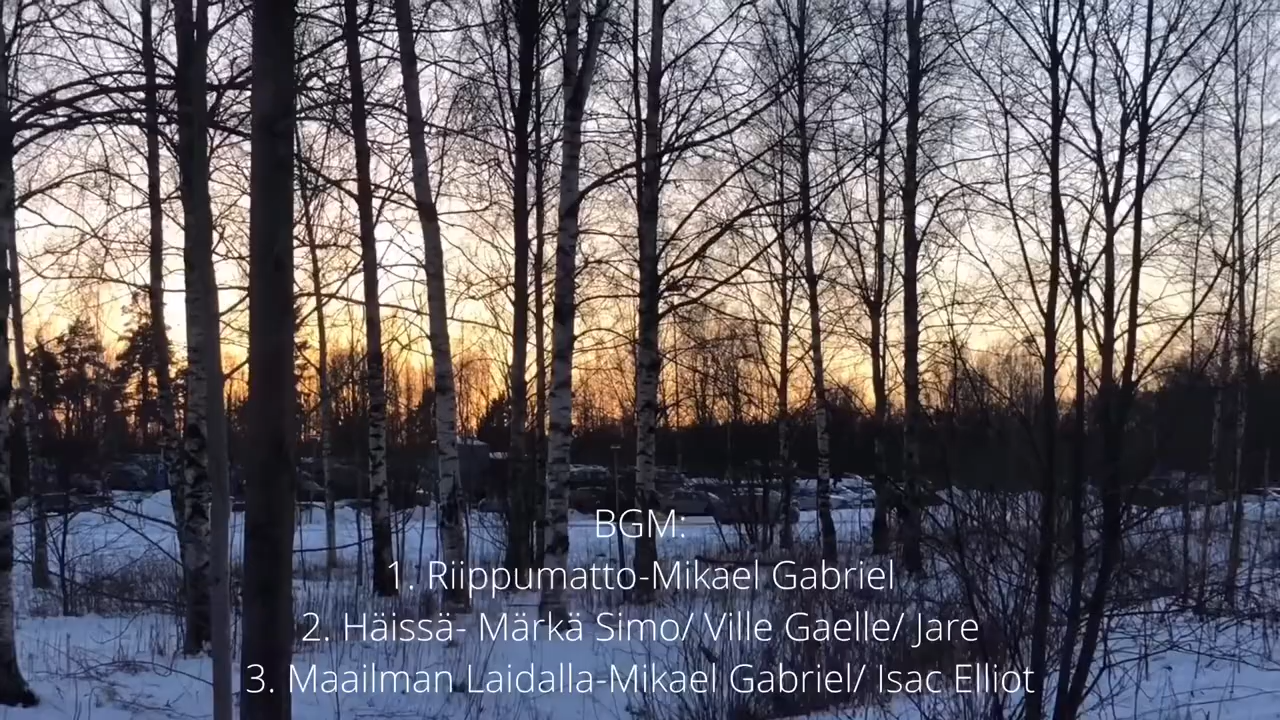 BGM:
1. Riippumatto-Mikael Gabriel
2. Häissä- Märkä Simo/ Ville Gaelle/ Jare
3. Maailman Laidalla-Mikael Gabriel/ Isac Elliot